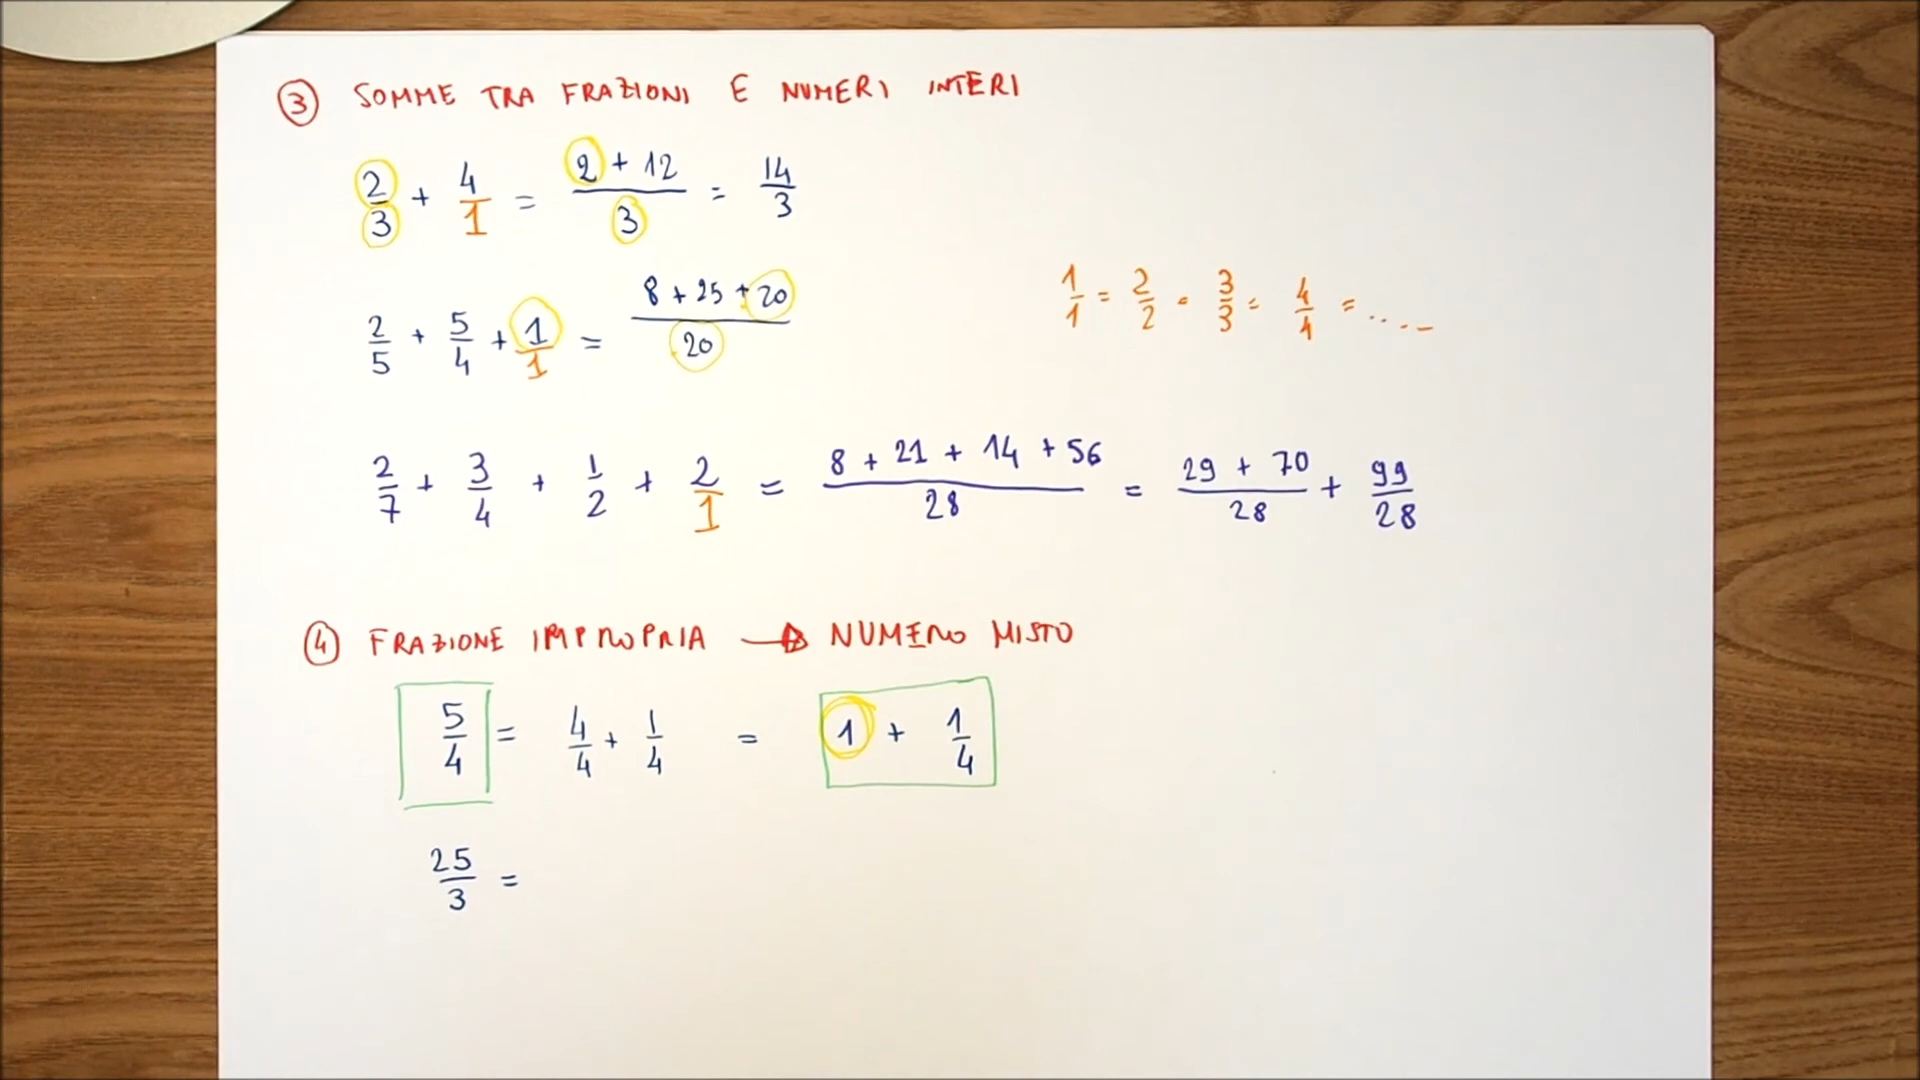 3 SOMME TRA FRAZIONI E NUMERI INTERI
2/3 + 4/1 = (2 + 12)/3 = 14/3
2/5 + 5/4 + 1/1 = (8 + 25 + 20)/20
1/1 = 2/2 = 3/3 = 4/4 = .....
2/7 + 3/4 + 1/2 + 2/1 = (8 + 21 + 14 + 56)/28 = (29 + 70)/28 + 99/28
4 FRAZIONE IMPROPRIA → NUMERO MISTO
5/4 = 4/4 + 1/4 = 1 + 1/4
25/3 =